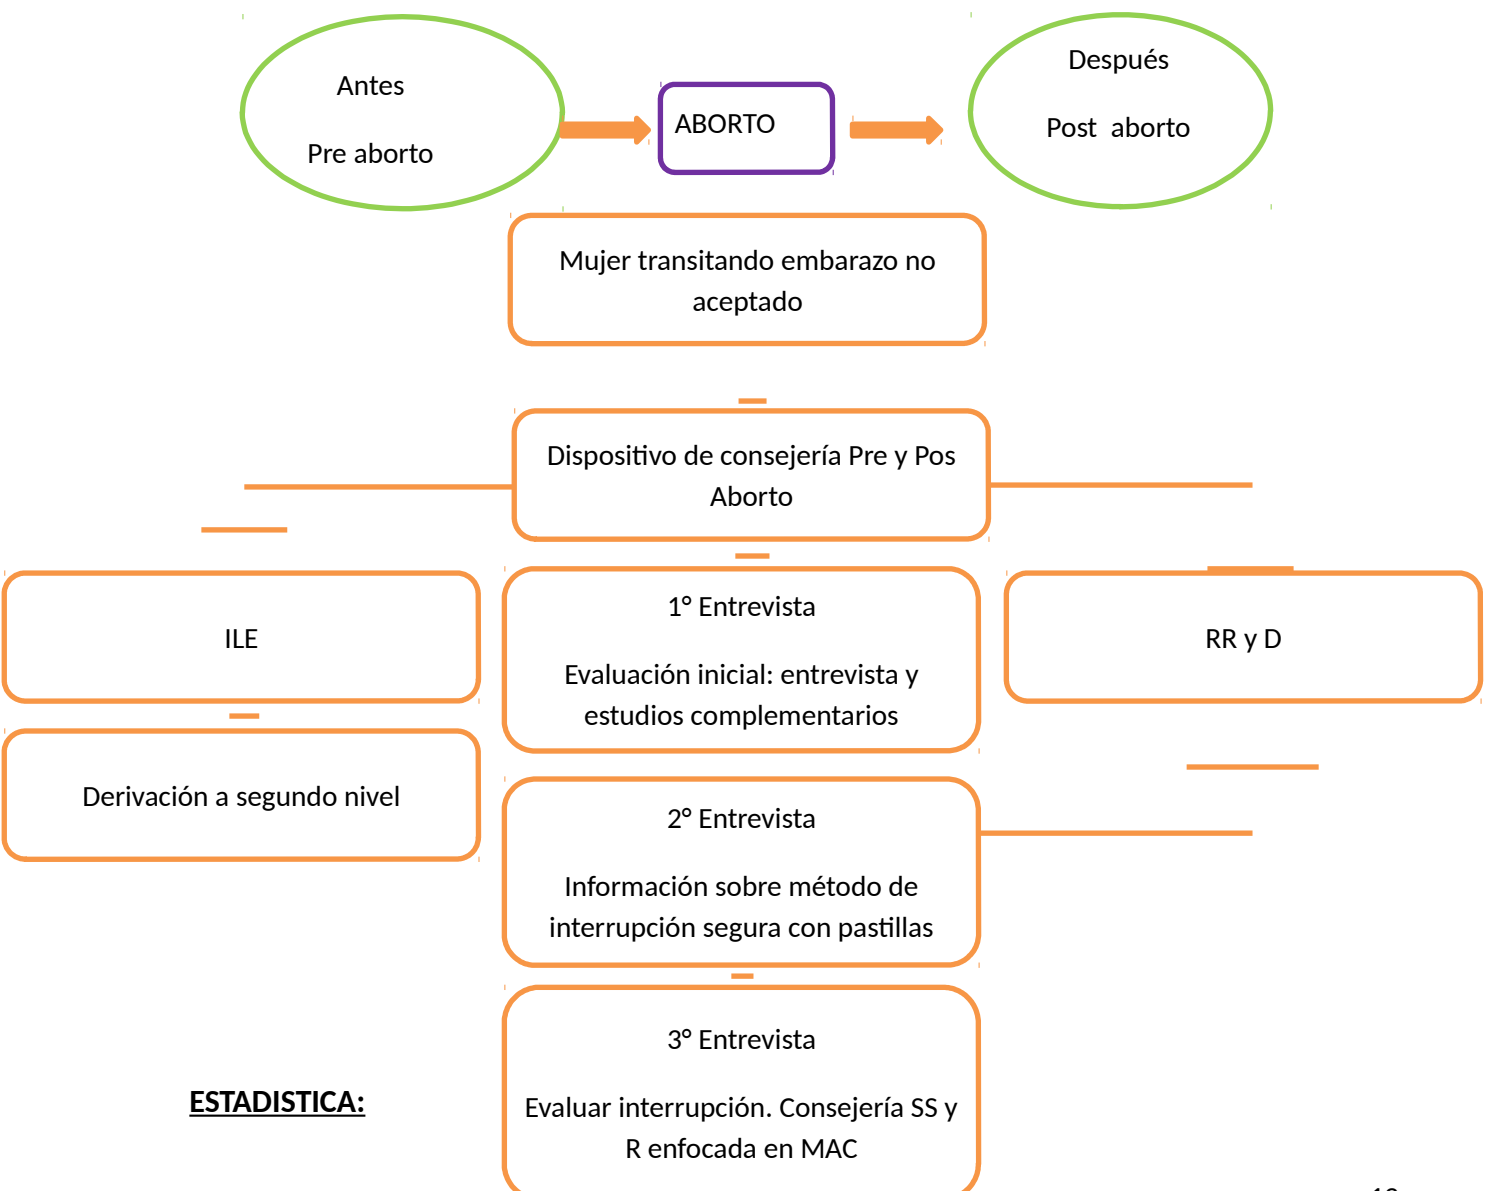 Antes
Pre aborto
ABORTO
Después
Post aborto
Mujer transitando embarazo no
aceptado
Dispositivo de consejería Pre y Pos
Aborto
ILE
1° Entrevista
Evaluación inicial: entrevista y
estudios complementarios
RR y D
Derivación a segundo nivel
2° Entrevista
Información sobre método de
interrupción segura con pastillas
3° Entrevista
Evaluar interrupción. Consejería SS y
R enfocada en MAC
ESTADISTICA: